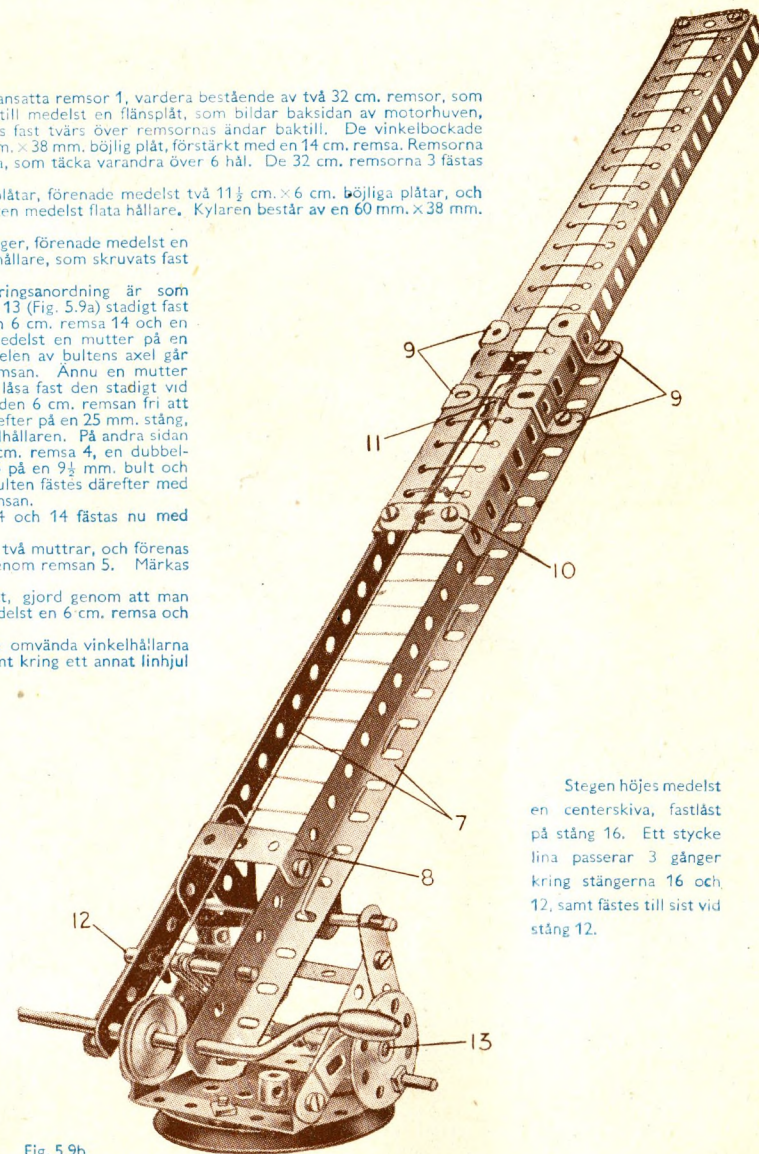 ansatta remsor 1, vardera bestående av två 32 cm. remsor, som
till medelst en flänsplåt, som bildar baksidan av motorhuven,
s fast tvärs över remsornas ändar baktill. De vinkelbockade
m. × 38 mm. böjlig plåt, förstärkt med en 14 cm. remsa. Remsorna
a, som täcka varandra över 6 hål. De 32 cm. remsorna 3 fästas
plåtar, förenade medelst två 11½ cm. × 6 cm. böjliga plåtar, och
en medelst flata hållare. Kylaren består av en 60 mm. × 38 mm.
ger, förenade medelst en
hållare, som skruvats fast
ringsanordning är som
13 (Fig. 5.9a) stadigt fast
n 6 cm. remsa 14 och en
nedelst en mutter på en
elen av bultens axel går
msan. Ännu en mutter
låsa fast den stadigt vid
den 6 cm. remsan fri att
efter på en 25 mm. stång,
lhållaren. På andra sidan
cm. remsa 4, en dubbel-
på en 9½ mm. bult och
ulten fästes därefter med
nsan.
4 och 14 fästas nu med
två muttrar, och förenas
enom remsan 5. Märkas
t, gjord genom att man
delst en 6 cm. remsa och
omvända vinkelhållarna
nt kring ett annat linhjul
9
9
11
10
7
8
12
13
Stegen höjes medelst
en centerskiva, fastlåst
på stång 16. Ett stycke
lina passerar 3 gånger
kring stängerna 16 och
12, samt fästes till sist vid
stång 12.
Fig. 5.9b